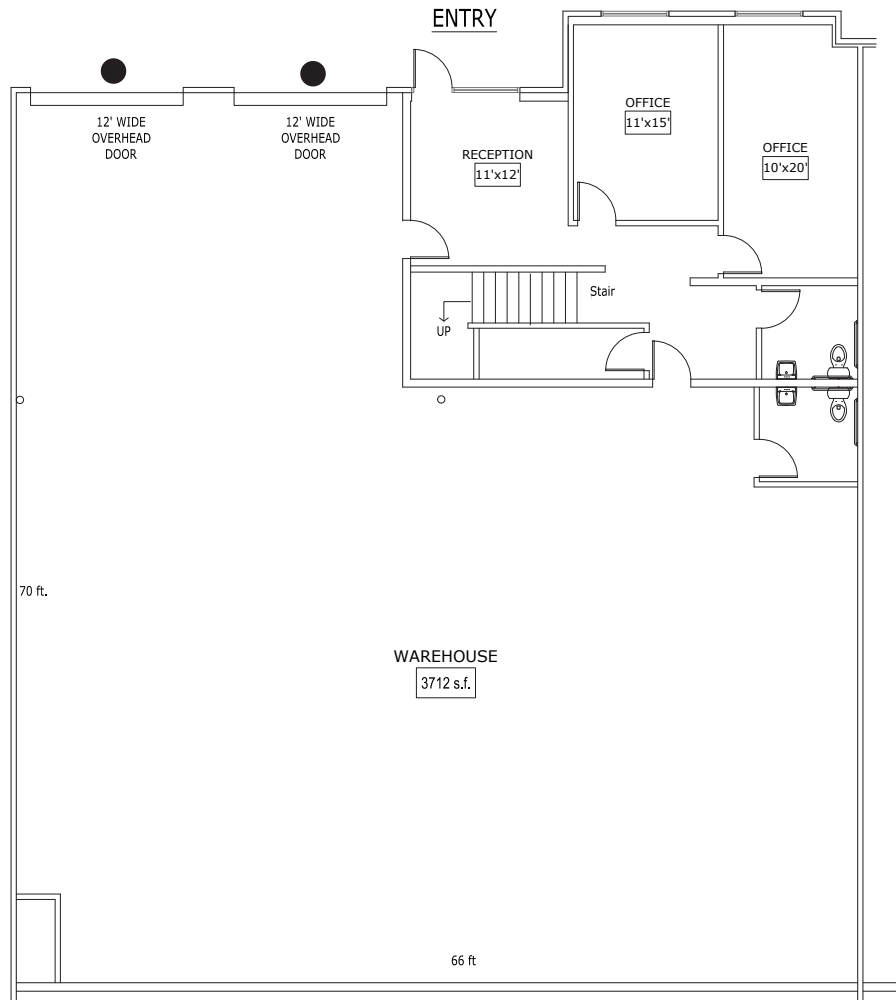 ENTRY
12' WIDE
OVERHEAD
DOOR
12' WIDE
OVERHEAD
DOOR
RECEPTION
11'x12'
OFFICE
11'x15'
OFFICE
10'x20'
Stair
UP
70 ft.
WAREHOUSE
3712 s.f.
66 ft